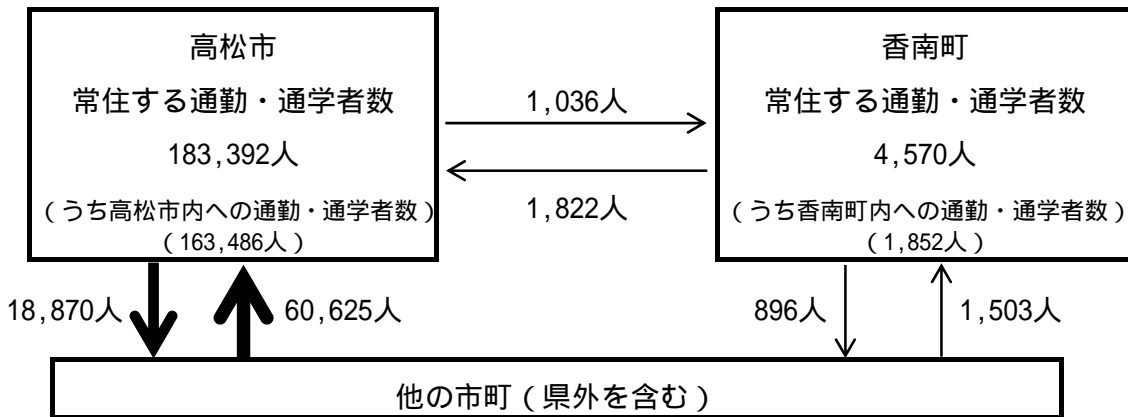 高松市
常住する通勤・通学者数
183,392人
(うち高松市内への通勤・通学者数)
(163,486人)
1,036人
1,822人
香南町
常住する通勤・通学者数
4,570人
(うち香南町内への通勤・通学者数)
(1,852人)
18,870人
60,625人
896人
1,503人
他の市町(県外を含む)